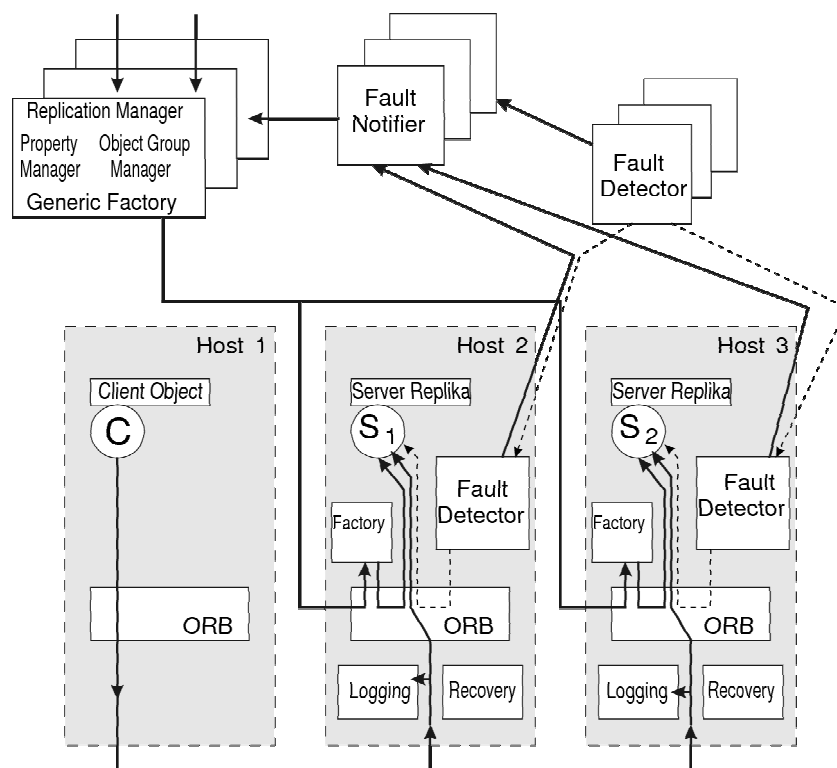 Replication Manager
Property Manager
Object Group Manager
Generic Factory
Fault Notifier
Fault Detector
Host 1
Client Object
C
ORB
Host 2
Server Replika
S1
Factory
Fault Detector
ORB
Logging
Recovery
Host 3
Server Replika
S2
Factory
Fault Detector
ORB
Logging
Recovery